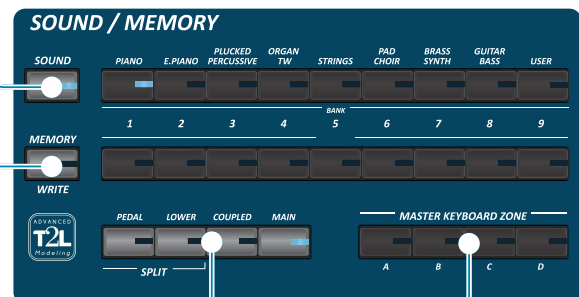 SOUND / MEMORY
SOUND
PIANO
E.PIANO
PLUCKED
PERCUSSIVE
ORGAN
TW
STRINGS
PAD
CHOIR
BRASS
SYNTH
GUITAR
BASS
USER
BANK
1 2 3 4 5 6 7 8 9
MEMORY
WRITE
ADVANCED
T2L
Modeling
PEDAL LOWER COUPLED MAIN
SPLIT
MASTER KEYBOARD ZONE
A B C D